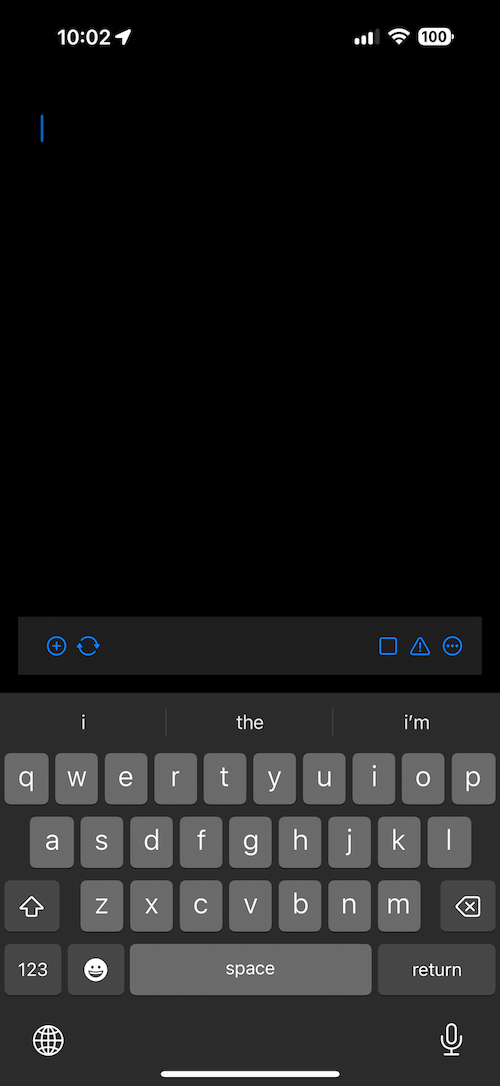 10:02
100
i the i’m
q w e r t y u i o p
a s d f g h j k l
z x c v b n m
123 space return